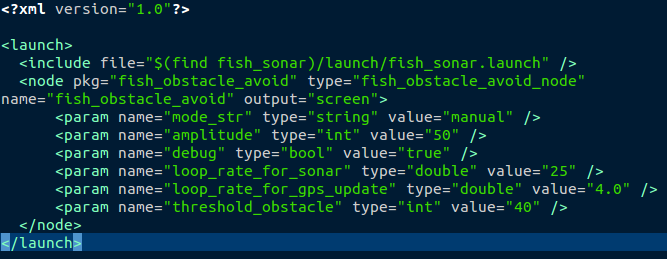 <?xml version="1.0"?>

<launch>
  <include file="$(find fish_sonar)/launch/fish_sonar.launch" />
  <node pkg="fish_obstacle_avoid" type="fish_obstacle_avoid_node"
name="fish_obstacle_avoid" output="screen">
      <param name="mode_str" type="string" value="manual" />
      <param name="amplitude" type="int" value="50" />
      <param name="debug" type="bool" value="true" />
      <param name="loop_rate_for_sonar" type="double" value="25" />
      <param name="loop_rate_for_gps_update" type="double" value="4.0" />
      <param name="threshold_obstacle" type="int" value="40" />
  </node>
</launch>